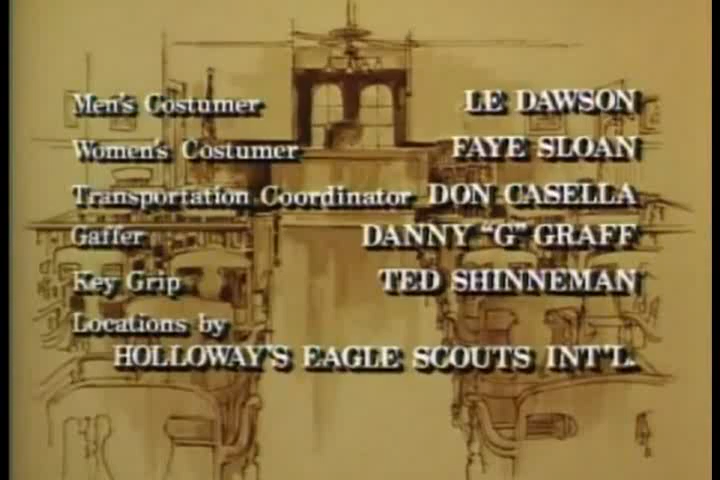 Men's Costumer LE DAWSON
Women's Costumer FAYE SLOAN
Transportation Coordinator DON CASELLA
Gaffer DANNY "G" GRAFF
Key Grip TED SHINNEMAN
Locations by
HOLLOWAY'S EAGLE SCOUTS INT'L.